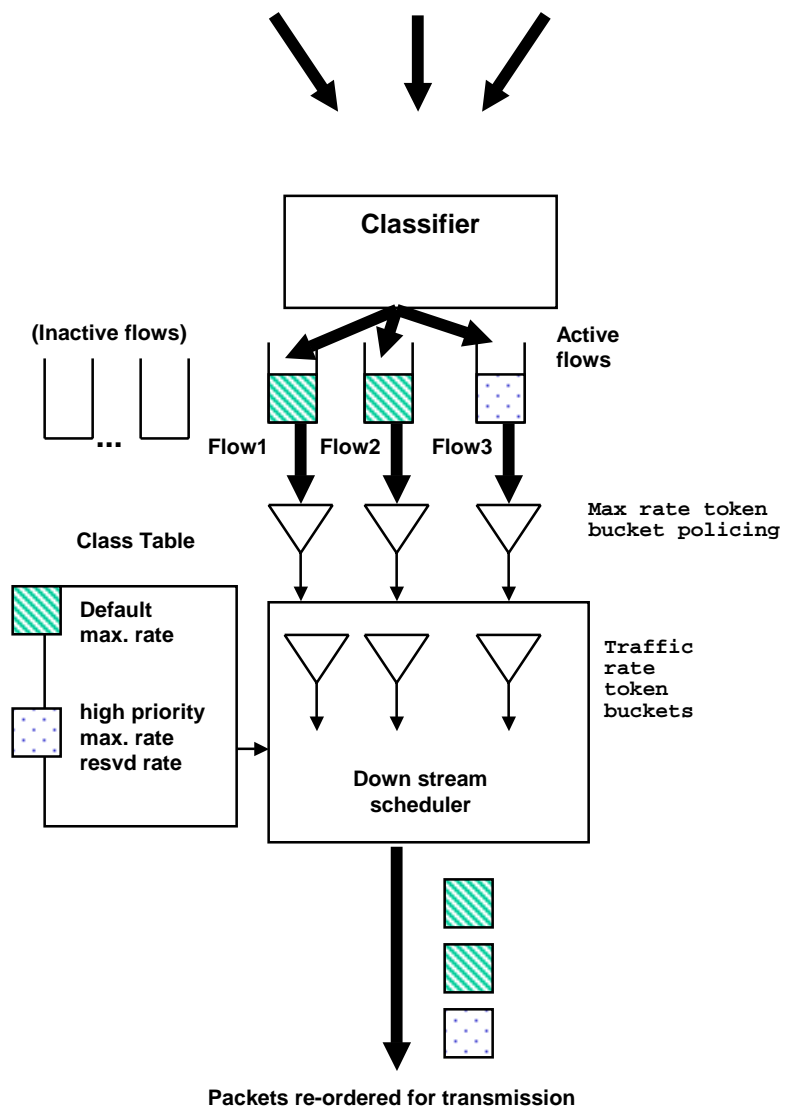 Classifier
(Inactive flows)
Active
flows
...
Flow1
Flow2
Flow3
Max rate token
bucket policing
Class Table
Default
max. rate
high priority
max. rate
resvd rate
Traffic
rate
token
buckets
Down stream
scheduler
Packets re-ordered for transmission